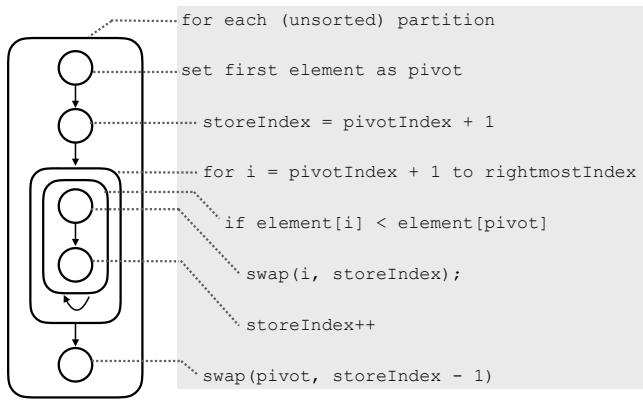 for each (unsorted) partition
set first element as pivot
storeIndex = pivotIndex + 1
for i = pivotIndex + 1 to rightmostIndex
if element[i] < element[pivot]
swap(i, storeIndex);
storeIndex++
swap(pivot, storeIndex - 1)